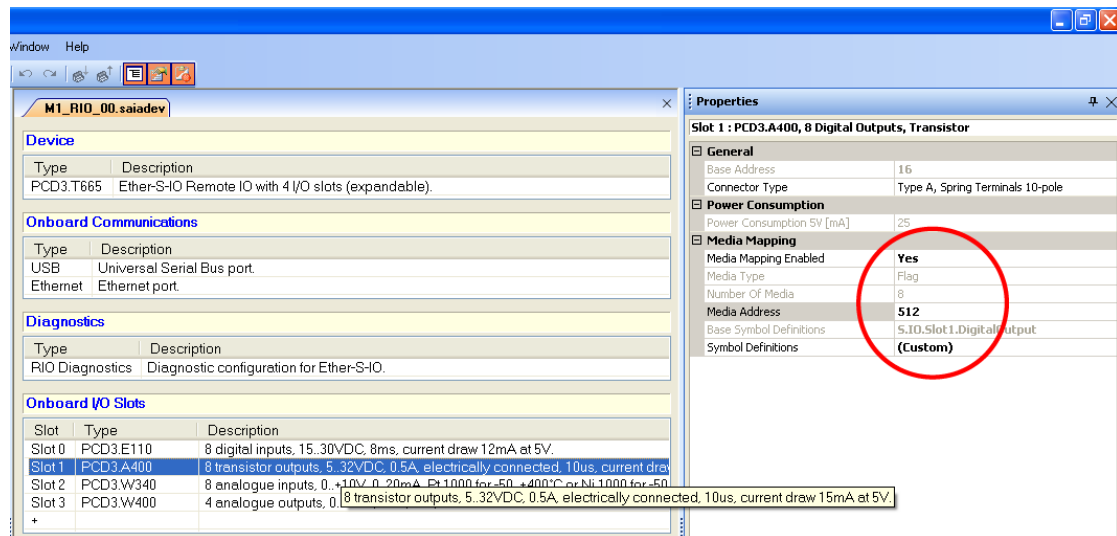 Window Help
M1_RIO_00.saiadev
Device
Type Description
PCD3.T665 Ether-S-IO Remote IO with 4 I/O slots (expandable).
Onboard Communications
Type Description
USB Universal Serial Bus port.
Ethernet Ethernet port.
Diagnostics
Type Description
RIO Diagnostics Diagnostic configuration for Ether-S-IO.
Onboard I/O Slots
Slot Type Description
Slot 0 PCD3.E110 8 digital inputs, 15..30VDC, 8ms, current draw 12mA at 5V.
Slot 1 PCD3.A400 8 transistor outputs, 5..32VDC, 0.5A, electrically connected, 10us, current dra
Slot 2 PCD3.W340 8 analogue inputs, 0..+10V, 0..20mA, Pt 1000 for -50..+400°C or Ni 1000 for -50
Slot 3 PCD3.W400 4 analogue outputs, 0
8 transistor outputs, 5..32VDC, 0.5A, electrically connected, 10us, current draw 15mA at 5V.
+
Properties
Slot 1 : PCD3.A400, 8 Digital Outputs, Transistor
General
Base Address 16
Connector Type Type A, Spring Terminals 10-pole
Power Consumption
Power Consumption 5V [mA] 25
Media Mapping
Media Mapping Enabled Yes
Media Type Flag
Number Of Media 8
Media Address 512
Base Symbol Definitions S.IO.Slot1.DigitalOutput
Symbol Definitions (Custom)